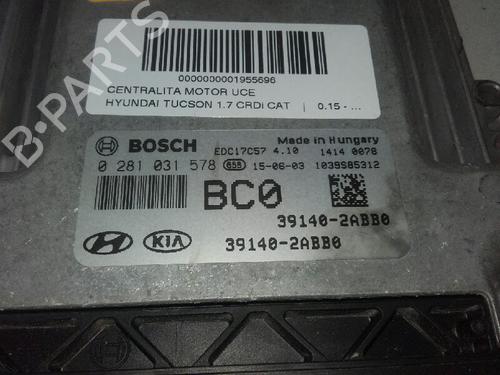 0000000001955696
CENTRALITA MOTOR UCE
HYUNDAI TUCSON 1.7 CRDI CAT | 0.15 - ...
BOSCH EDC17C57 4.10 Made in Hungary 1414 0078
0 281 031 578 655 15-06-03 1039S85312
BC0
39140-2ABB0
KIA 39140-2ABB0